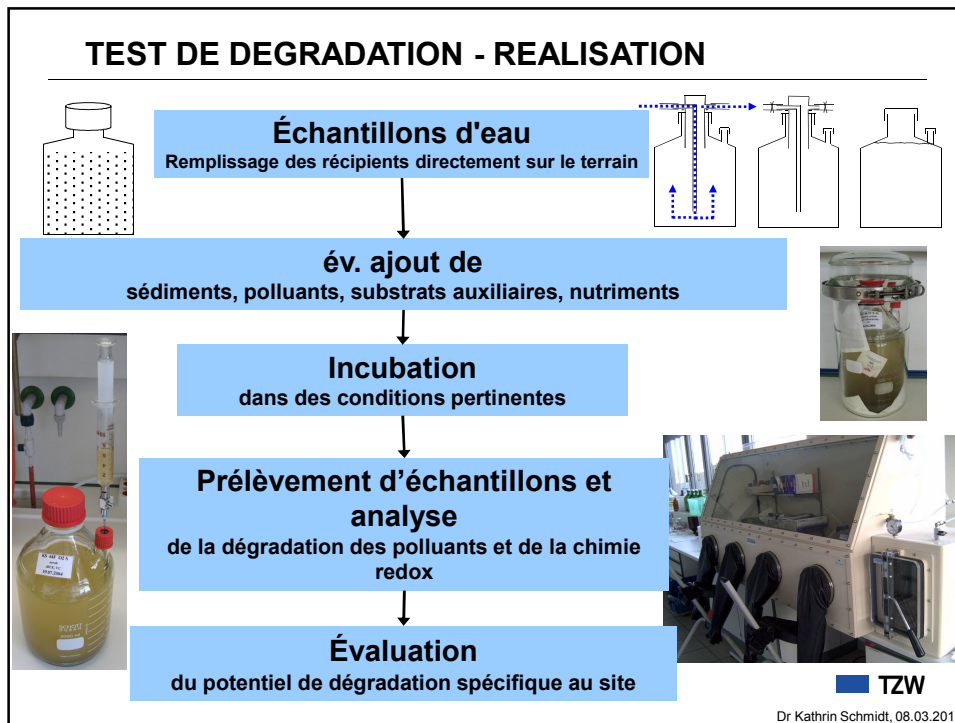 TEST DE DEGRADATION - REALISATION
Échantillons d'eau
Remplissage des récipients directement sur le terrain
év. ajout de
sédiments, polluants, substrats auxiliaires, nutriments
Incubation
dans des conditions pertinentes
Prélèvement d’échantillons et
analyse
de la dégradation des polluants et de la chimie
redox
Évaluation
du potentiel de dégradation spécifique au site
SCHOTT
TZW
Dr Kathrin Schmidt, 08.03.201